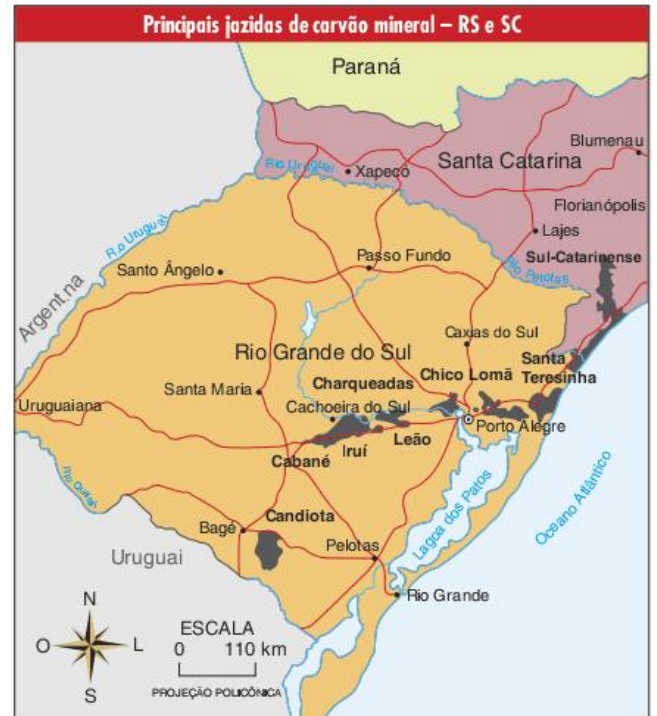 Principais jazidas de carvão mineral – RS e SC
Paraná
Blumenau
Santa Catarina
Rio Uruguai
Xapecó
Florianópolis
Lajes
Rio Uruguai
Sul-Catarinense
Passo Fundo
Rio Pelotas
Santo Ângelo
Argentina
Caxias do Sul
Rio Grande do Sul
Santa
Teresinha
Chico Lomã
Charqueadas
Santa Maria
Cachoeira do Sul
Uruguaiana
Porto Alegre
Leão
Iruí
Cabané
Oceano Atlântico
Lagoa dos Patos
Candiota
Bagé
Uruguai
Pelotas
Rio Grande
N
O
L
S
ESCALA
0 110 km
PROJEÇÃO POLICÔNICA